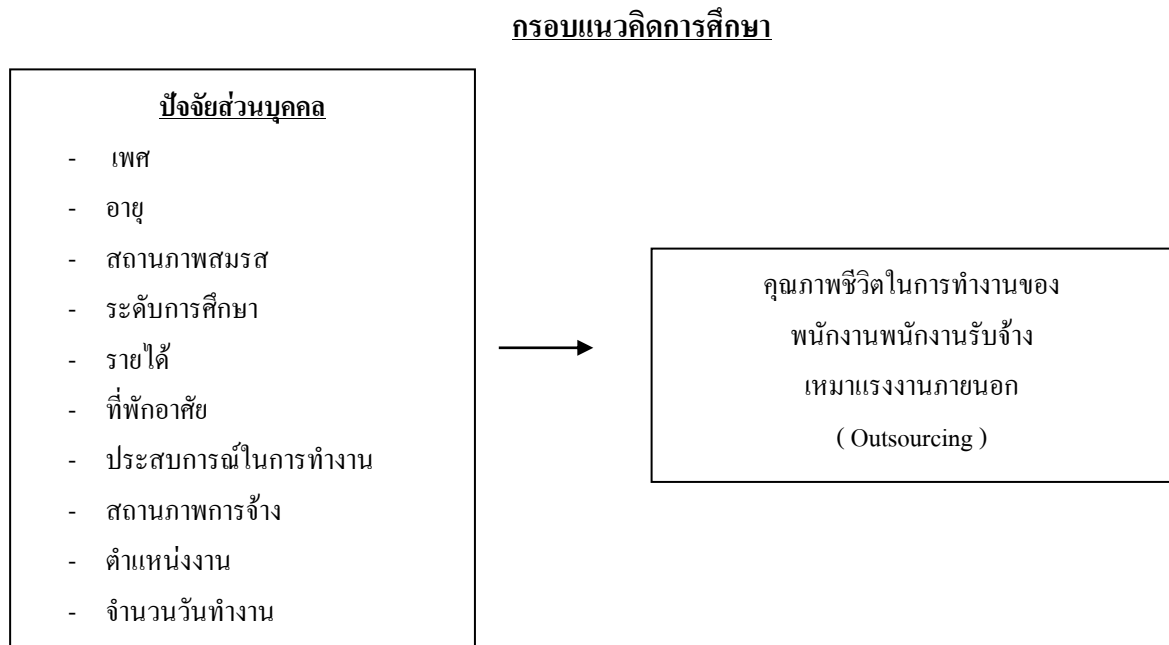 กรอบแนวคิดการศึกษา
ปัจจัยส่วนบุคคล
- เพศ
- อายุ
- สถานภาพสมรส
- ระดับการศึกษา
- รายได้
- ที่พักอาศัย
- ประสบการณ์ในการทำงาน
- สถานภาพการจ้าง
- ตำแหน่งงาน
- จำนวนวันทำงาน
คุณภาพชีวิตในการทำงานของ
พนักงานพนักงานรับจ้าง
เหมาแรงงานภายนอก
( Outsourcing )